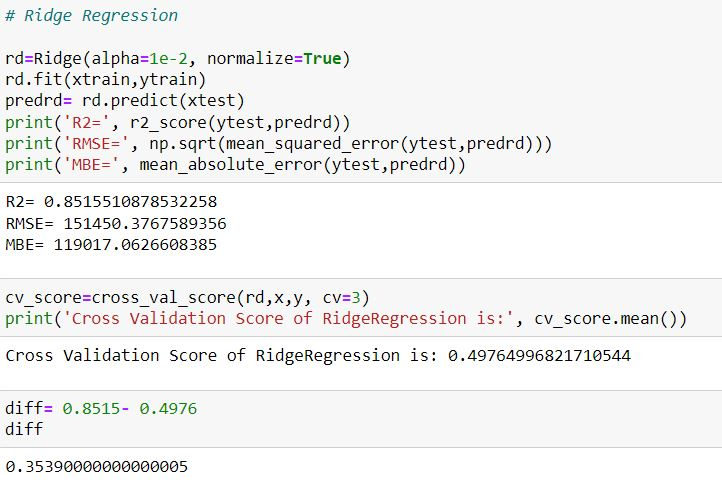 # Ridge Regression
rd=Ridge(alpha=1e-2, normalize=True)
rd.fit(xtrain,ytrain)
predrd= rd.predict(xtest)
print('R2=', r2_score(ytest,predrd))
print('RMSE=', np.sqrt(mean_squared_error(ytest,predrd)))
print('MBE=', mean_absolute_error(ytest,predrd))
R2= 0.8515510878532258
RMSE= 151450.3767589356
MBE= 119017.0626608385
cv_score=cross_val_score(rd,x,y, cv=3)
print('Cross Validation Score of RidgeRegression is:', cv_score.mean())
Cross Validation Score of RidgeRegression is: 0.49764996821710544
diff= 0.8515- 0.4976
diff
0.35390000000000005